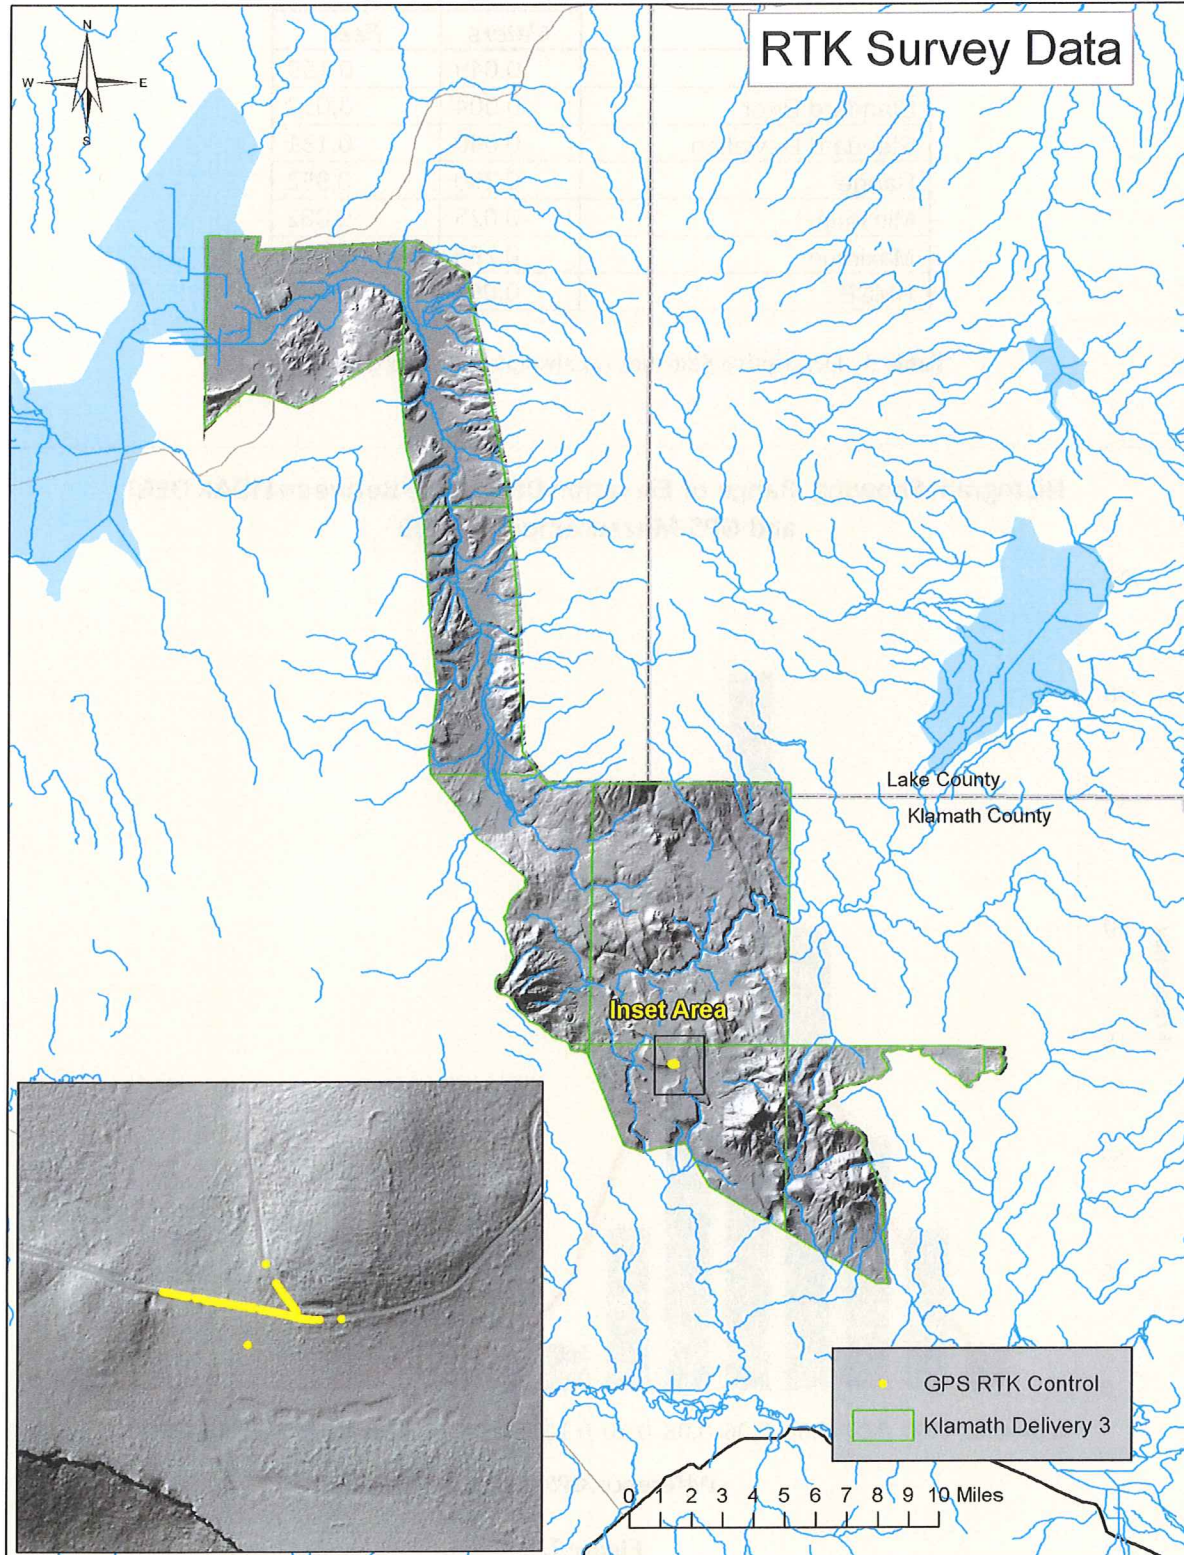 RTK Survey Data
N
W E
S
Lake County
Klamath County
Inset Area
GPS RTK Control
Klamath Delivery 3
0 1 2 3 4 5 6 7 8 9 10 Miles